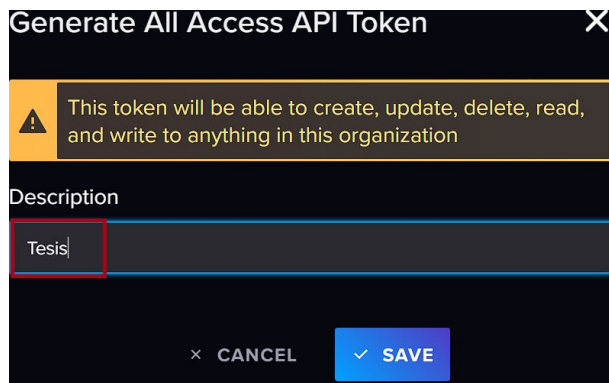 Generate All Access API Token
This token will be able to create, update, delete, read,
and write to anything in this organization
Description
Tesis
CANCEL
SAVE